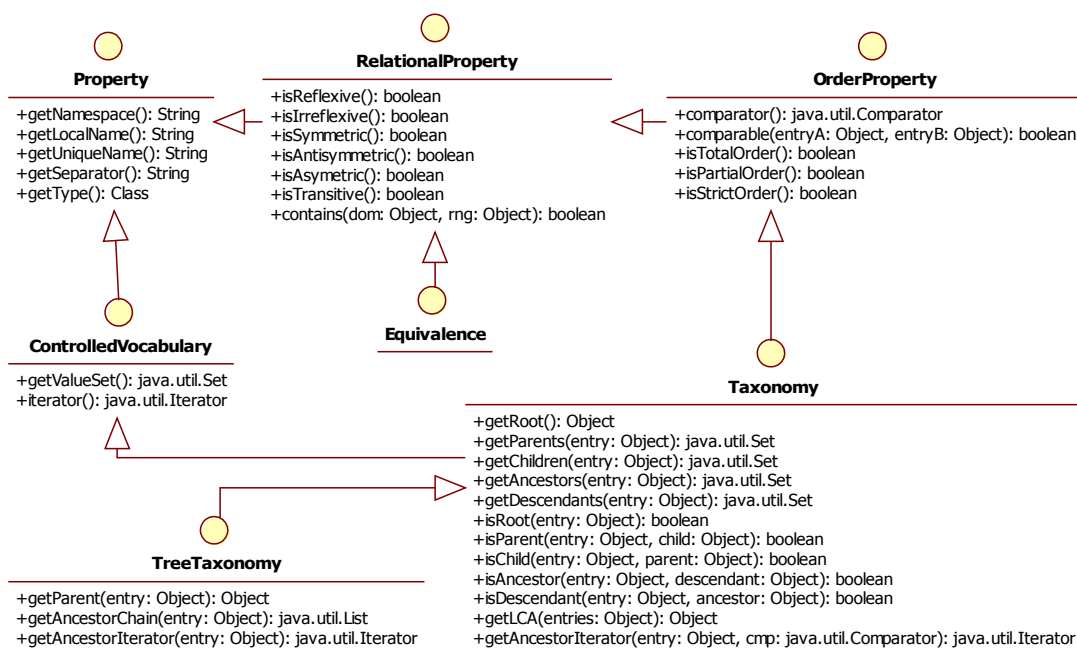 Property
+getNamespace(): String
+getLocalName(): String
+getUniqueName(): String
+getSeparator(): String
+getType(): Class
RelationalProperty
+isReflexive(): boolean
+isIrreflexive(): boolean
+isSymmetric(): boolean
+isAntisymmetric(): boolean
+isAsymetric(): boolean
+isTransitive(): boolean
+contains(dom: Object, rng: Object): boolean
OrderProperty
+comparator(): java.util.Comparator
+comparable(entryA: Object, entryB: Object): boolean
+isTotalOrder(): boolean
+isPartialOrder(): boolean
+isStrictOrder(): boolean
ControlledVocabulary
+getValueSet(): java.util.Set
+iterator(): java.util.Iterator
Equivalence
Taxonomy
+getRoot(): Object
+getParents(entry: Object): java.util.Set
+getChildren(entry: Object): java.util.Set
+getAncestors(entry: Object): java.util.Set
+getDescendants(entry: Object): java.util.Set
+isRoot(entry: Object): boolean
+isParent(entry: Object, child: Object): boolean
+isChild(entry: Object, parent: Object): boolean
+isAncestor(entry: Object, descendant: Object): boolean
+isDescendant(entry: Object, ancestor: Object): boolean
+getLCA(entries: Object): Object
+getAncestorIterator(entry: Object, cmp: java.util.Comparator): java.util.Iterator
TreeTaxonomy
+getParent(entry: Object): Object
+getAncestorChain(entry: Object): java.util.List
+getAncestorIterator(entry: Object): java.util.Iterator